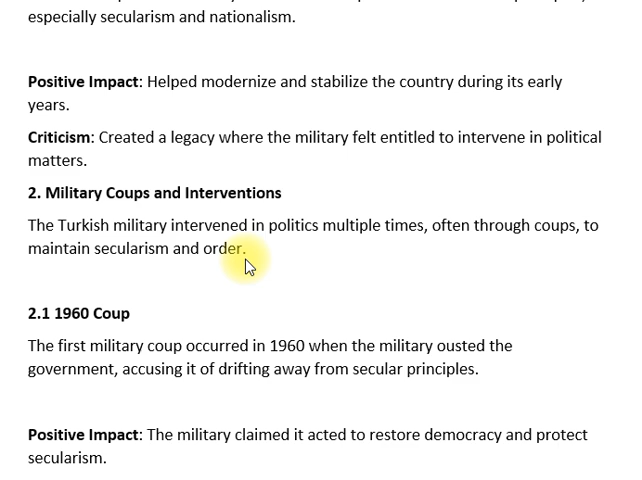 especially secularism and nationalism.
Positive Impact: Helped modernize and stabilize the country during its early
years.
Criticism: Created a legacy where the military felt entitled to intervene in political
matters.
2. Military Coups and Interventions
The Turkish military intervened in politics multiple times, often through coups, to
maintain secularism and order.
2.1 1960 Coup
The first military coup occurred in 1960 when the military ousted the
government, accusing it of drifting away from secular principles.
Positive Impact: The military claimed it acted to restore democracy and protect
secularism.